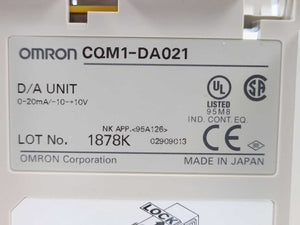 OMRON CQM1-DA021
D/A UNIT
0-20mA/-10-+10V
UL
LISTED
95M8
IND. CONT. EQ.
NK APP.<95A126>
LOT No. 1878K 02909013
OMRON Corporation MADE IN JAPAN
LOCK